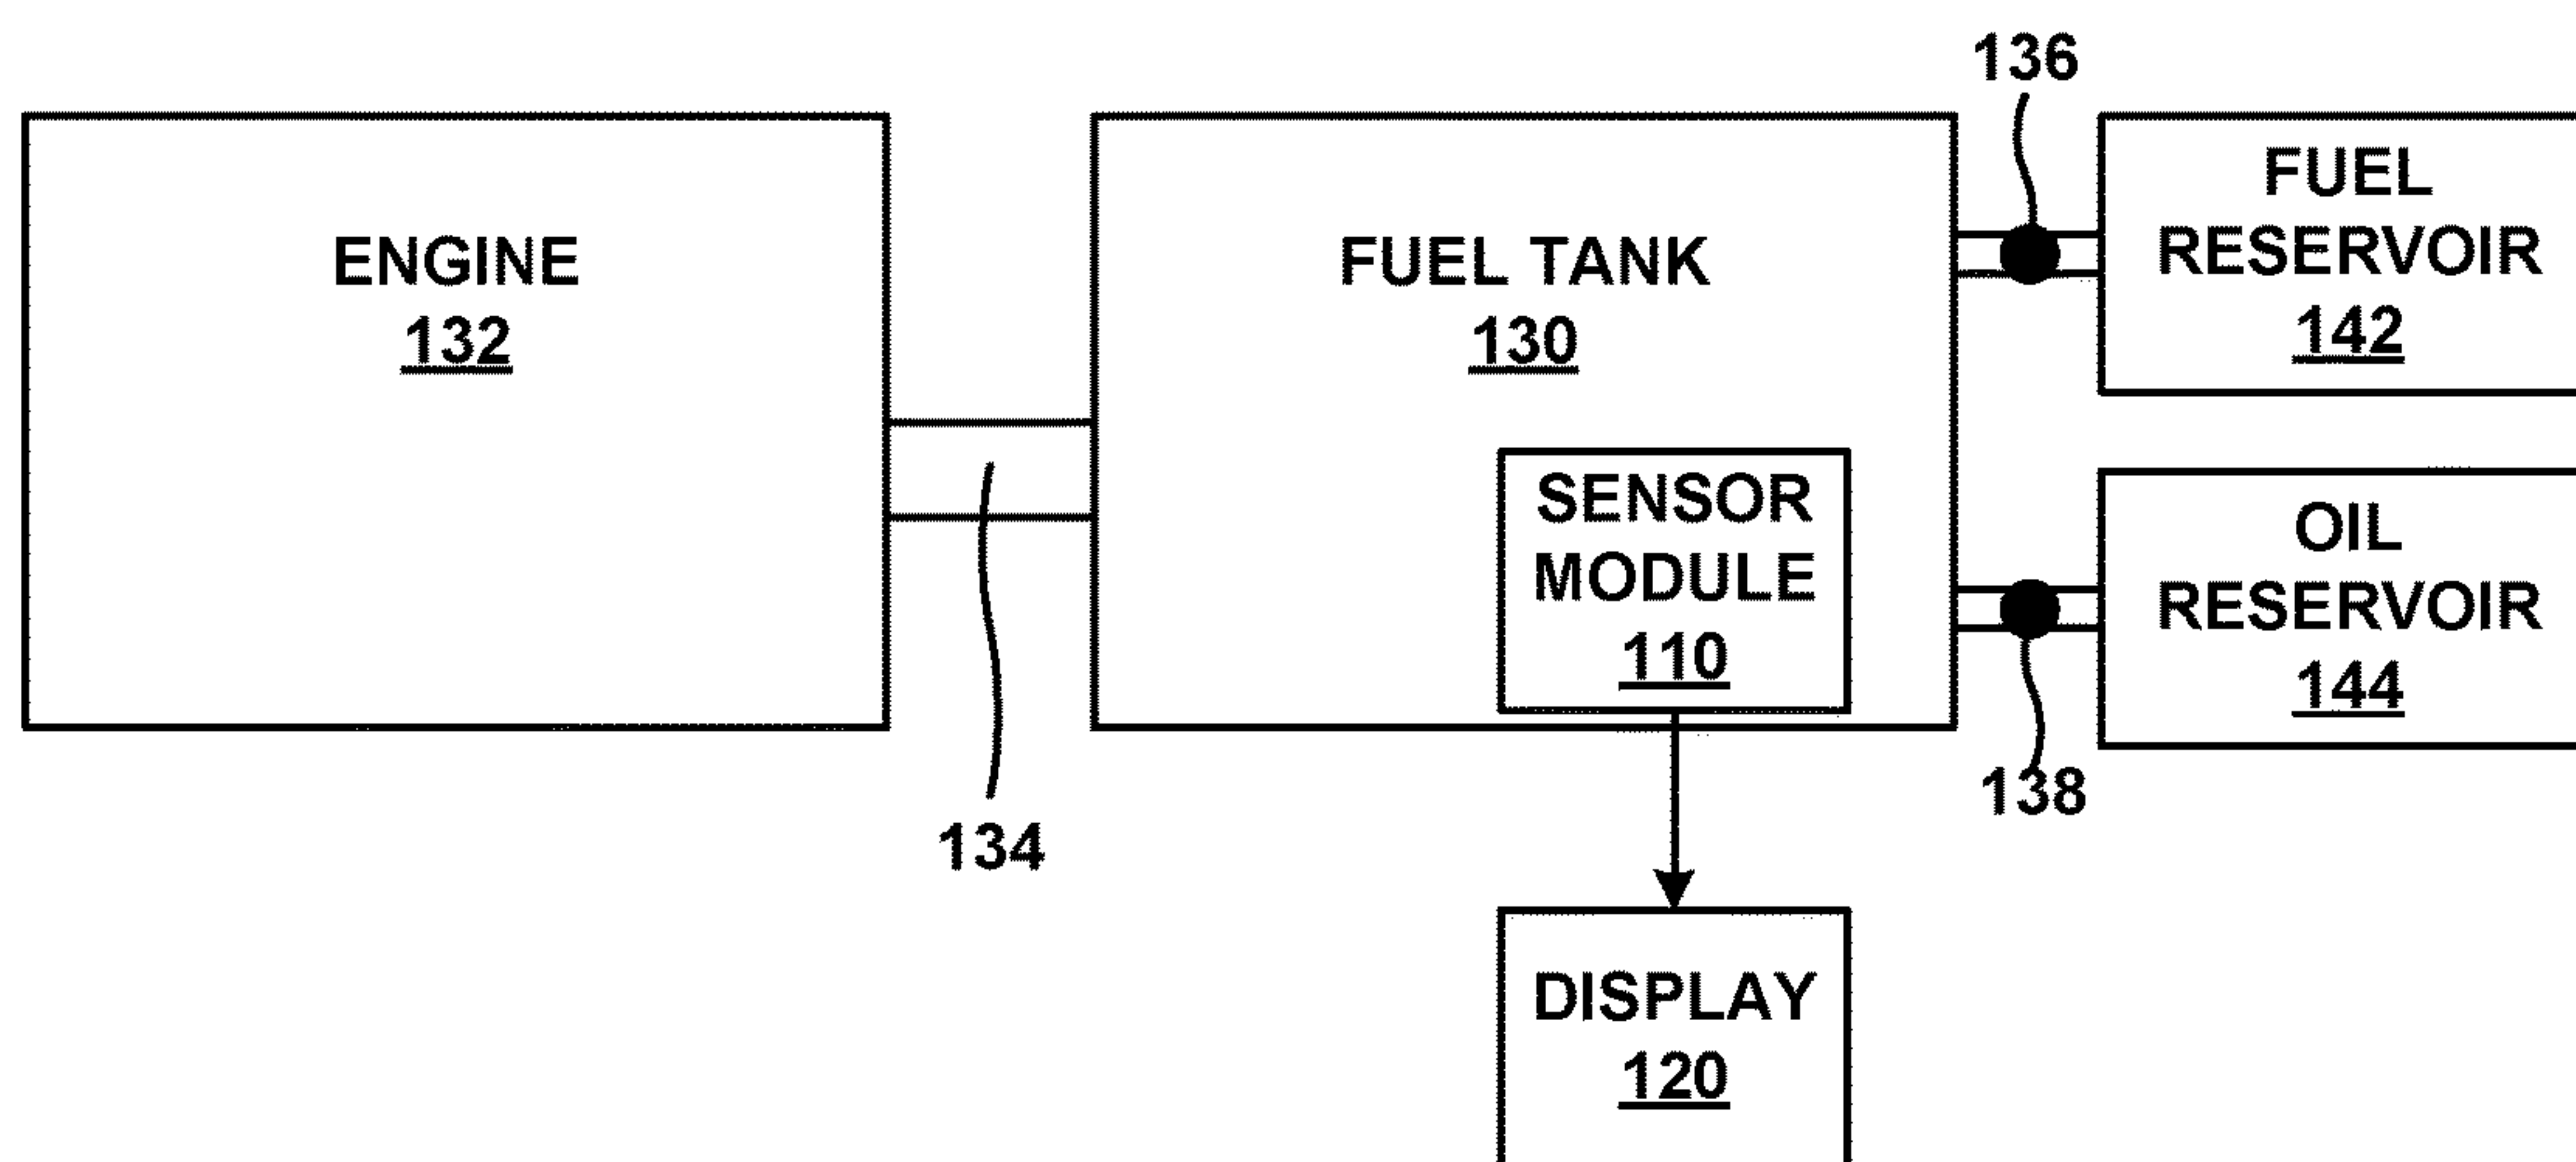 136
ENGINE
132
FUEL TANK
130
FUEL
RESERVOIR
142
SENSOR
MODULE
110
OIL
RESERVOIR
144
134
138
DISPLAY
120